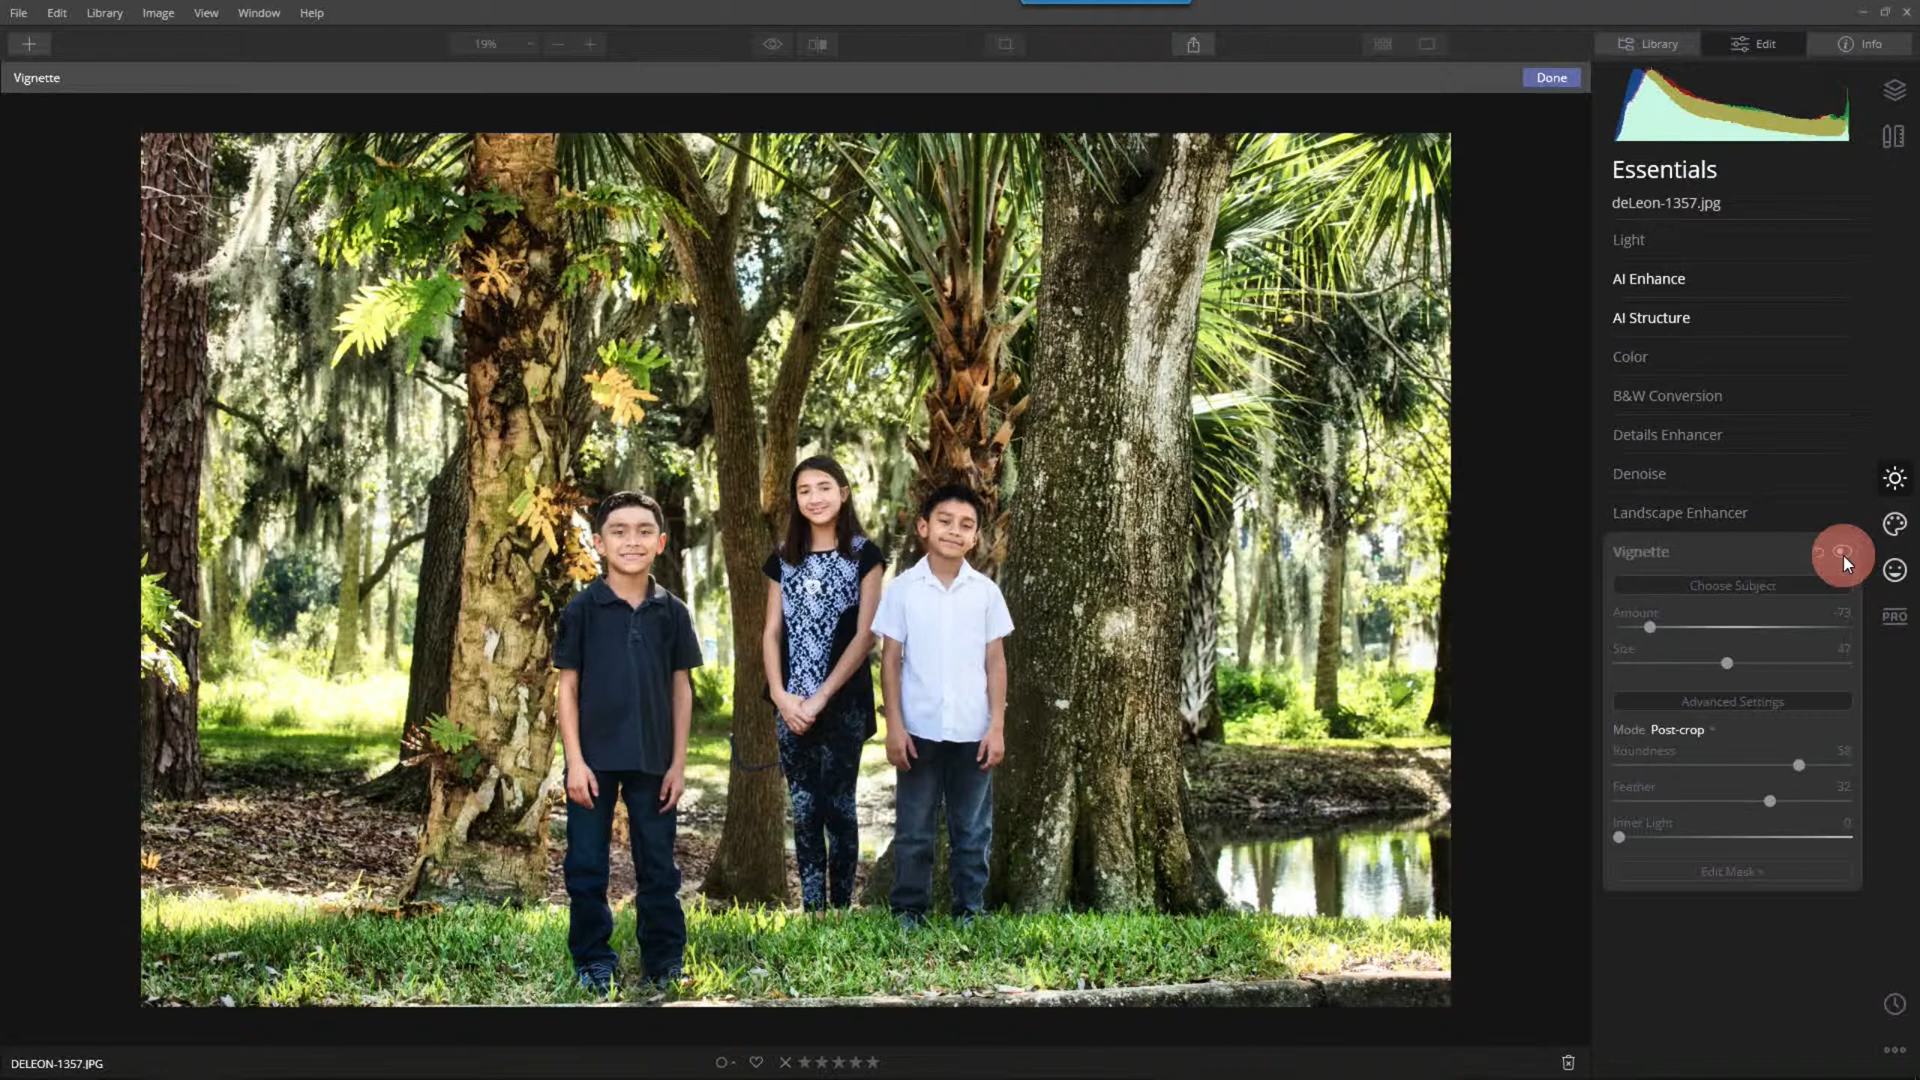 File Edit Library Image View Window Help
19%
Library Edit Info
Vignette
Done
Essentials
deLeon-1357.jpg
Light
AI Enhance
AI Structure
Color
B&W Conversion
Details Enhancer
Denoise
Landscape Enhancer
Vignette
Choose Subject
Amount -73
Size 47
PRO
Advanced Settings
Mode Post-crop
Roundness 58
Feather 32
Inner Light 0
Edit Mask
DELEON-1357.JPG